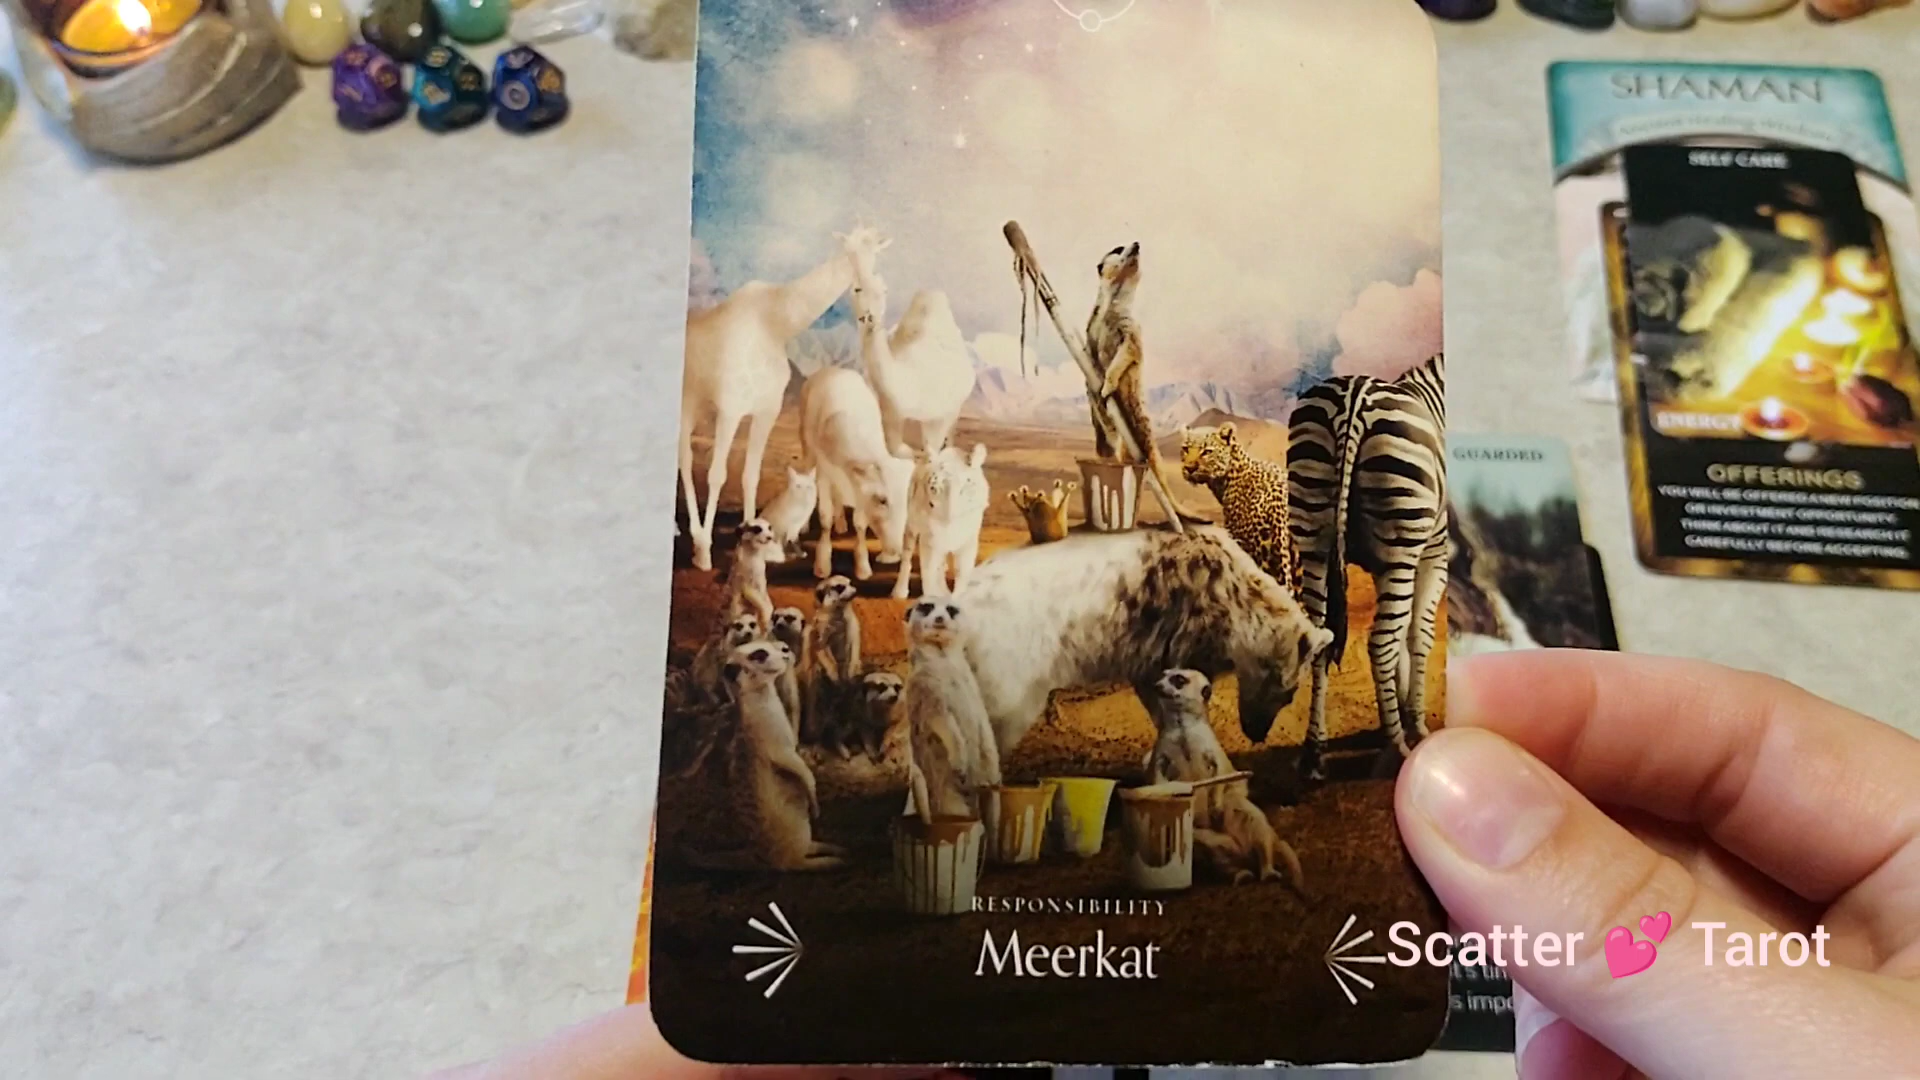 SHAMAN
SELF CARE
ENERGY
OFFERINGS
YOU WILL BE OFFERED A NEW POSITION
OR INVESTMENT OPPORTUNITY.
THINK ABOUT IT AND RESEARCH IT
CAREFULLY BEFORE ACCEPTING.
GUARDED
RESPONSIBILITY
Meerkat
Scatter 💕 Tarot